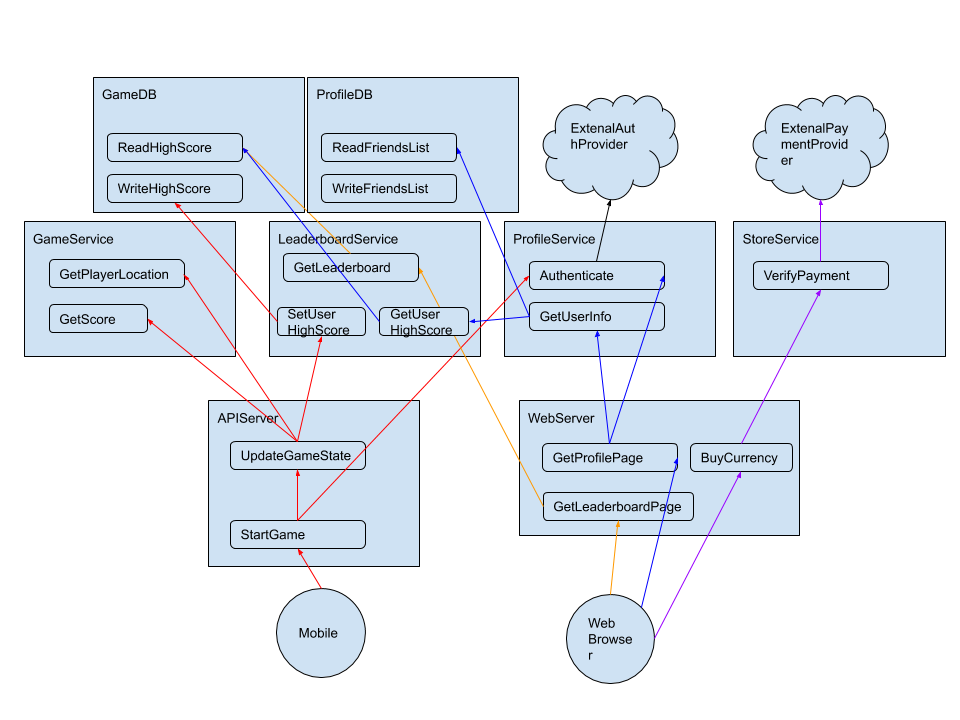 GameDB
ProfileDB
ReadHighScore
WriteHighScore
ReadFriendsList
WriteFriendsList
ExtenalAut
hProvider
ExtenalPay
mentProvid
er
GameService
GetPlayerLocation
GetScore
LeaderboardService
GetLeaderboard
SetUser
HighScore
GetUser
HighScore
ProfileService
Authenticate
GetUserInfo
StoreService
VerifyPayment
APIServer
UpdateGameState
StartGame
WebServer
GetProfilePage
BuyCurrency
GetLeaderboardPage
Mobile
Web
Browse
r